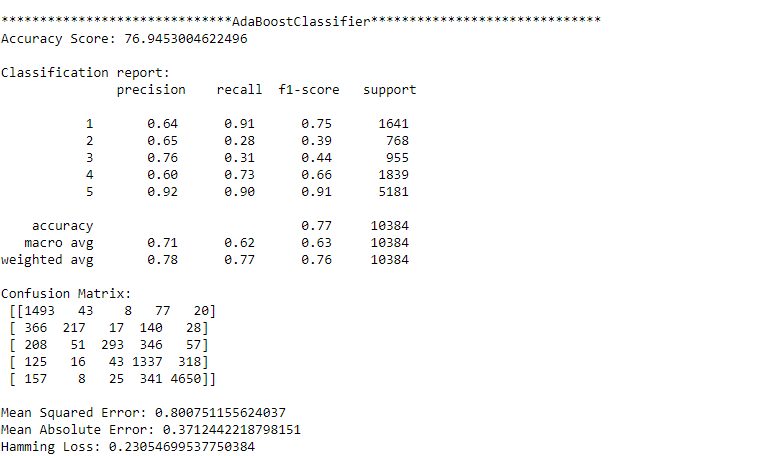 ******************************AdaBoostClassifier******************************
Accuracy Score: 76.9453004622496
Classification report:
precision recall f1-score support
1 0.64 0.91 0.75 1641
2 0.65 0.28 0.39 768
3 0.76 0.31 0.44 955
4 0.60 0.73 0.66 1839
5 0.92 0.90 0.91 5181
accuracy 0.77 10384
macro avg 0.71 0.62 0.63 10384
weighted avg 0.78 0.77 0.76 10384
Confusion Matrix:
[[1493 43 8 77 20]
[ 366 217 17 140 28]
[ 208 51 293 346 57]
[ 125 16 43 1337 318]
[ 157 8 25 341 4650]]
Mean Squared Error: 0.800751155624037
Mean Absolute Error: 0.3712442218798151
Hamming Loss: 0.23054699537750384